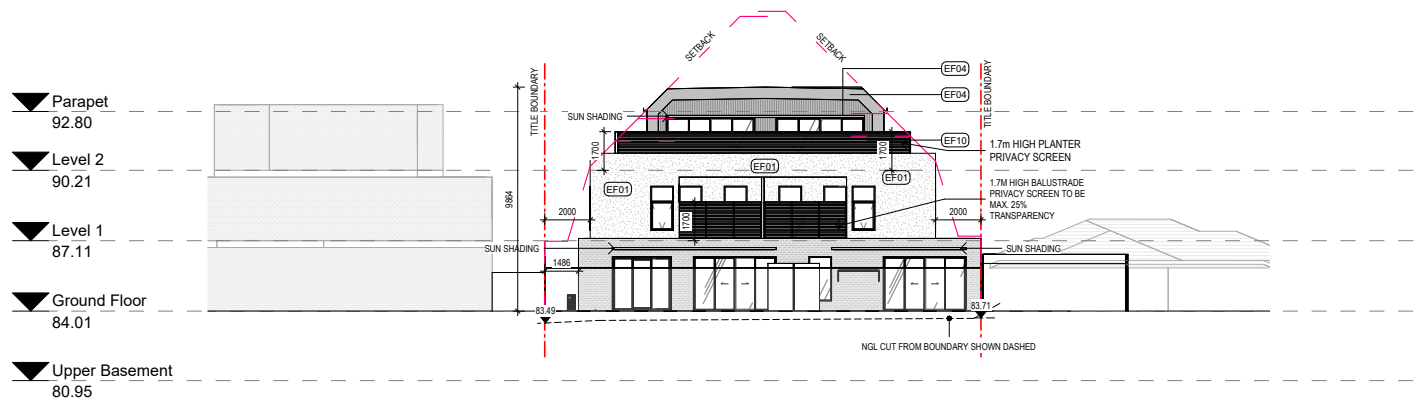 SETBACK
SETBACK
TITLE BOUNDARY
TITLE BOUNDARY
Parapet
92.80
Level 2
90.21
Level 1
87.11
Ground Floor
84.01
Upper Basement
80.95
EF04
EF04
SUN SHADING
EF10
1.7m HIGH PLANTER
PRIVACY SCREEN
1700
1700
EF01
EF01
EF01
1.7M HIGH BALUSTRADE
PRIVACY SCREEN TO BE
MAX. 25%
TRANSPARENCY
9864
2000
1700
2000
SUN SHADING
SUN SHADING
1486
83.49
83.71
NGL CUT FROM BOUNDARY SHOWN DASHED